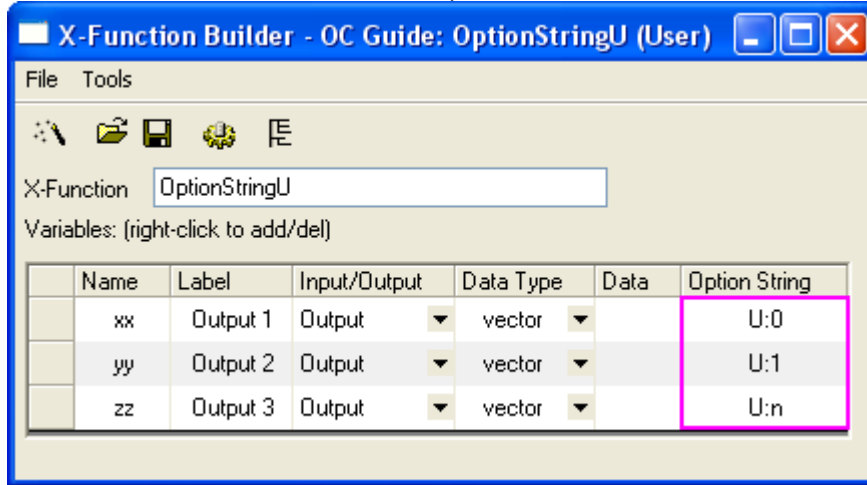 X-Function Builder - OC Guide: OptionStringU (User)
File Tools
X-Function OptionStringU
Variables: (right-click to add/del)
Name Label Input/Output Data Type Data Option String
xx Output 1 Output vector U:0
yy Output 2 Output vector U:1
zz Output 3 Output vector U:n